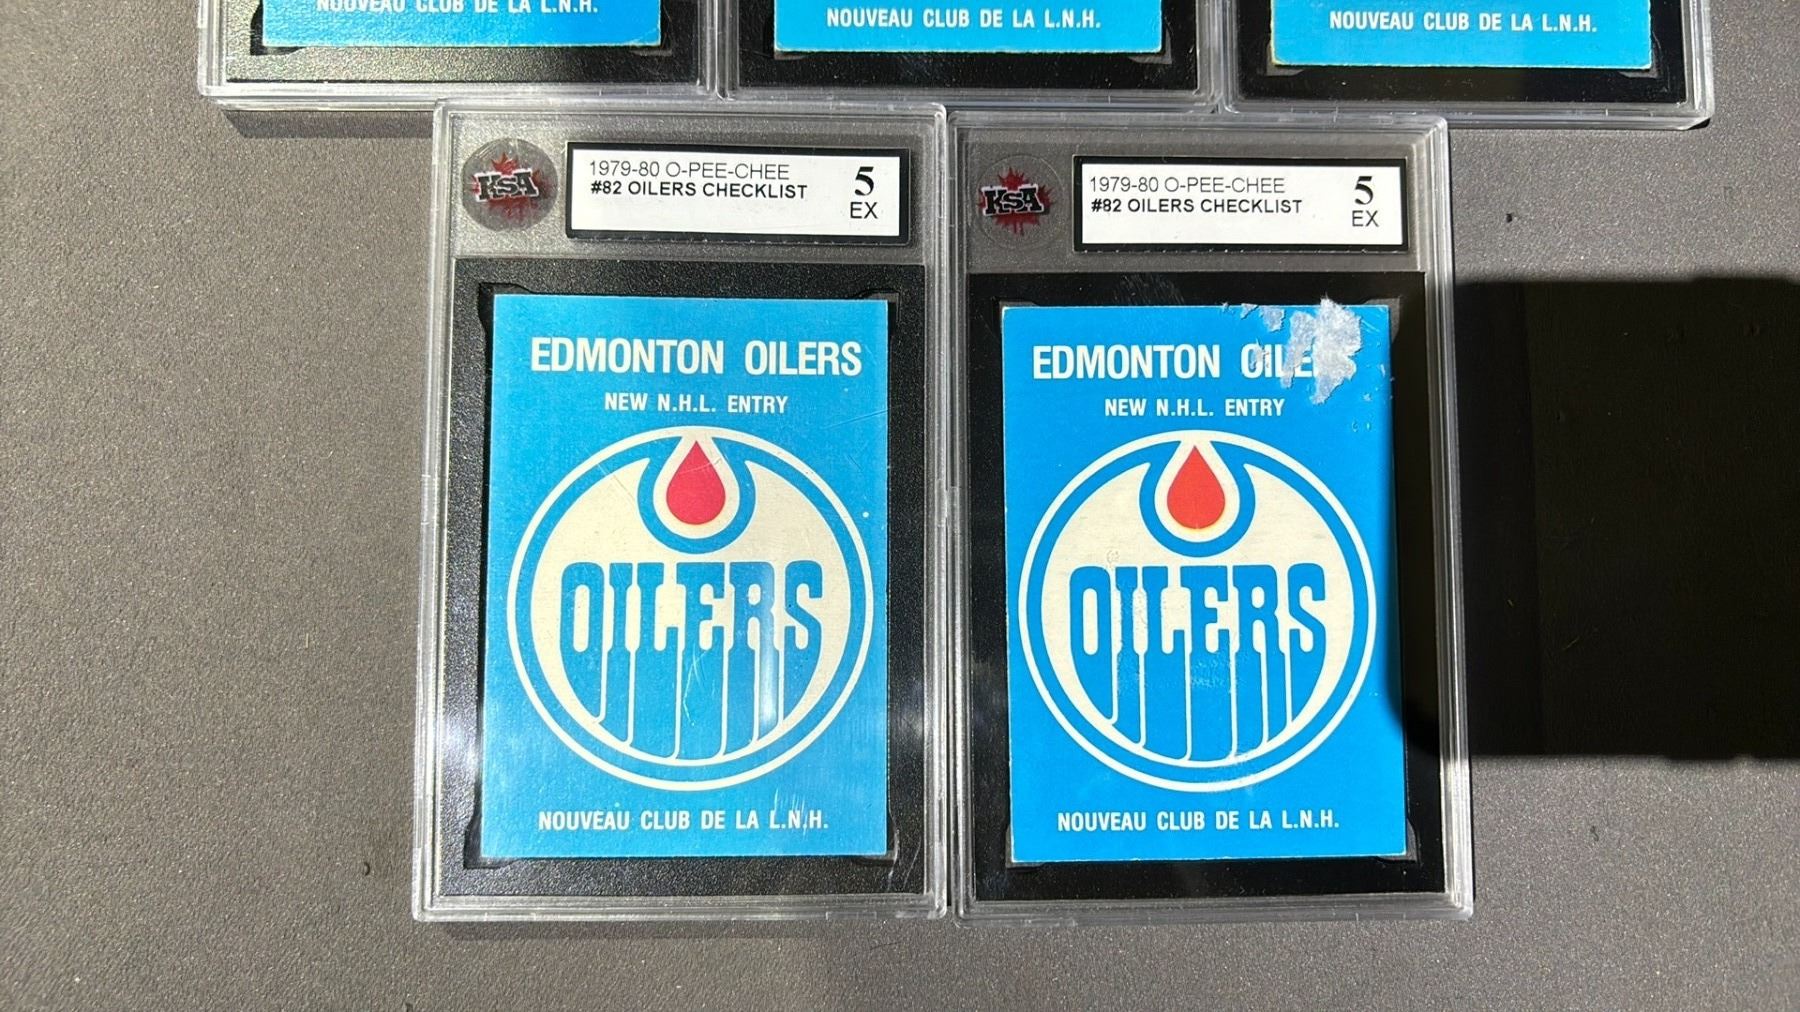 NOUVEAU CLUB DE LA L.N.H.
NOUVEAU CLUB DE LA L.N.H.
NOUVEAU CLUB DE LA L.N.H.
KSA
1979-80 O-PEE-CHEE
#82 OILERS CHECKLIST
5
EX
EDMONTON OILERS
NEW N.H.L. ENTRY
OILERS
NOUVEAU CLUB DE LA L.N.H.
KSA
1979-80 O-PEE-CHEE
#82 OILERS CHECKLIST
5
EX
EDMONTON OILE
NEW N.H.L. ENTRY
OILERS
NOUVEAU CLUB DE LA L.N.H.